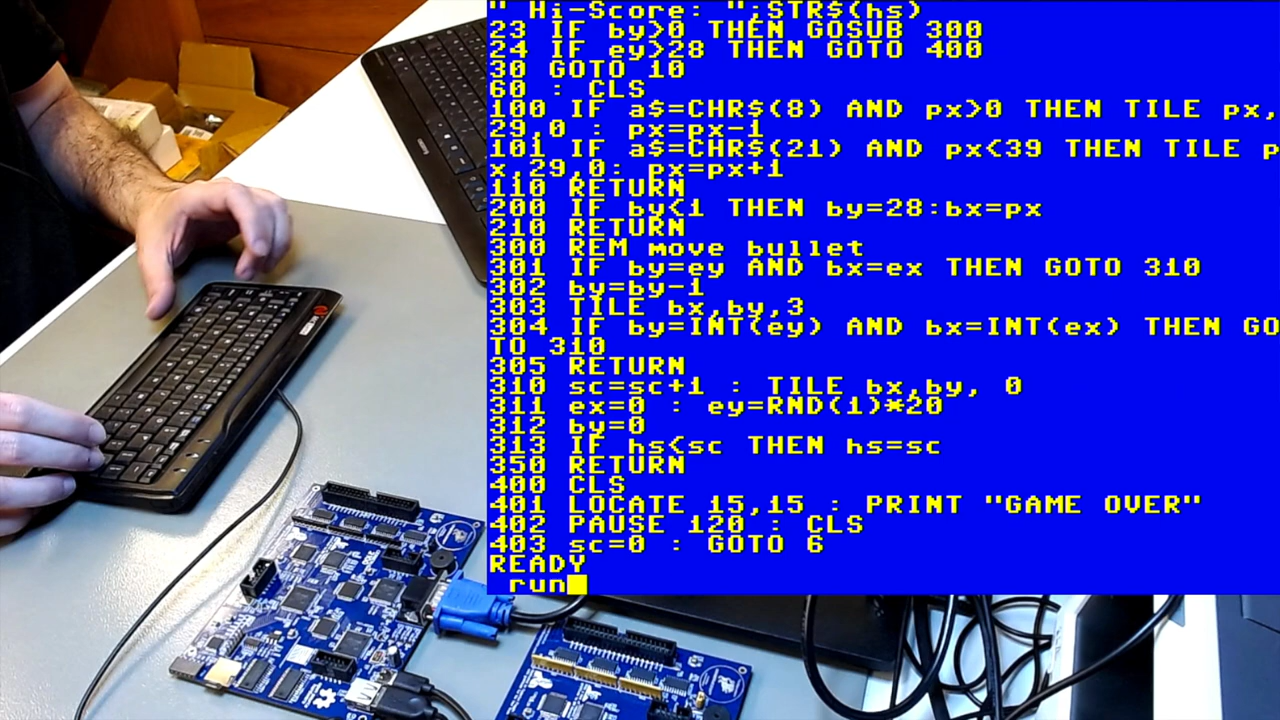 " Hi-Score: ";STR$(hs)
23 IF by>0 THEN GOSUB 300
24 IF ey>28 THEN GOTO 400
30 GOTO 10
60 : CLS
100 IF a$=CHR$(8) AND px>0 THEN TILE px,
29,0 : px=px-1
101 IF a$=CHR$(21) AND px<39 THEN TILE p
x,29,0: px=px+1
110 RETURN
200 IF by<1 THEN by=28:bx=px
210 RETURN
300 REM move bullet
301 IF by=ey AND bx=ex THEN GOTO 310
302 by=by-1
303 TILE bx,by,3
304 IF by=INT(ey) AND bx=INT(ex) THEN GO
TO 310
305 RETURN
310 sc=sc+1 : TILE bx,by, 0
311 ex=0 : ey=RND(1)*20
312 by=0
313 IF hs<sc THEN hs=sc
350 RETURN
400 CLS
401 LOCATE 15,15 : PRINT "GAME OVER"
402 PAUSE 120 : CLS
403 sc=0 : GOTO 6
READY
run